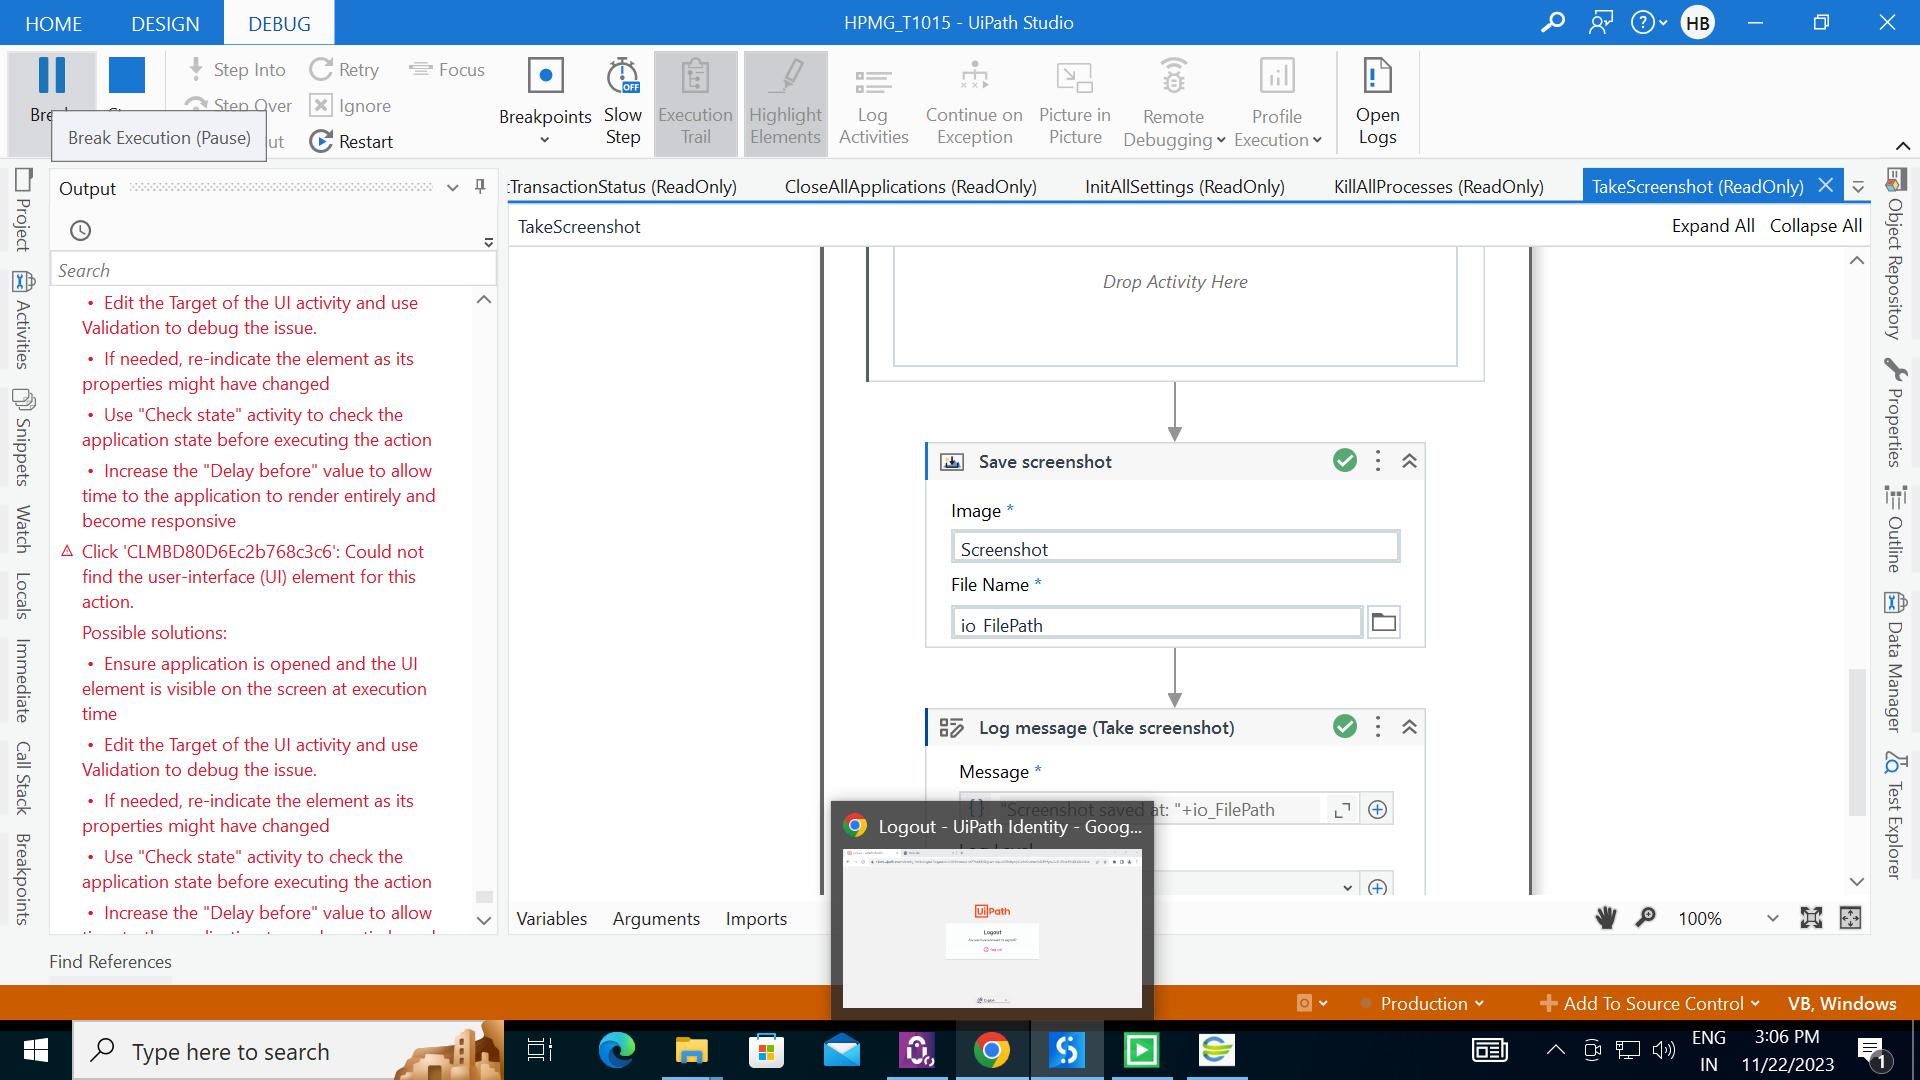 HOME DESIGN DEBUG HPMG_T1015 - UiPath Studio HB
Step Into Retry Focus
Step Over Ignore
Restart
Break Execution (Pause)
Breakpoints
Slow Step
Execution Trail
Highlight Elements
Log Activities
Continue on Exception
Picture in Picture
Remote Debugging
Profile Execution
Open Logs
Output
Search
• Edit the Target of the UI activity and use
Validation to debug the issue.
• If needed, re-indicate the element as its
properties might have changed
• Use "Check state" activity to check the
application state before executing the action
• Increase the "Delay before" value to allow
time to the application to render entirely and
become responsive
Click 'CLMBD80D6Ec2b768c3c6': Could not
find the user-interface (UI) element for this
action.
Possible solutions:
• Ensure application is opened and the UI
element is visible on the screen at execution
time
• Edit the Target of the UI activity and use
Validation to debug the issue.
• If needed, re-indicate the element as its
properties might have changed
• Use "Check state" activity to check the
application state before executing the action
• Increase the "Delay before" value to allow
Find References
Project
Activities
Snippets
Watch
Locals
Immediate
Call Stack
Breakpoints
tTransactionStatus (ReadOnly) CloseAllApplications (ReadOnly) InitAllSettings (ReadOnly) KillAllProcesses (ReadOnly) TakeScreenshot (ReadOnly)
TakeScreenshot Expand All Collapse All
Drop Activity Here
Save screenshot
Image *
Screenshot
File Name *
io_FilePath
Log message (Take screenshot)
Message *
"Screenshot saved at: "+io_FilePath
Logout - UiPath Identity - Goog...
UiPath
Logout
Variables Arguments Imports 100%
Object Repository
Properties
Outline
Data Manager
Test Explorer
Production Add To Source Control VB, Windows
Type here to search
ENG
IN
3:06 PM
11/22/2023
1